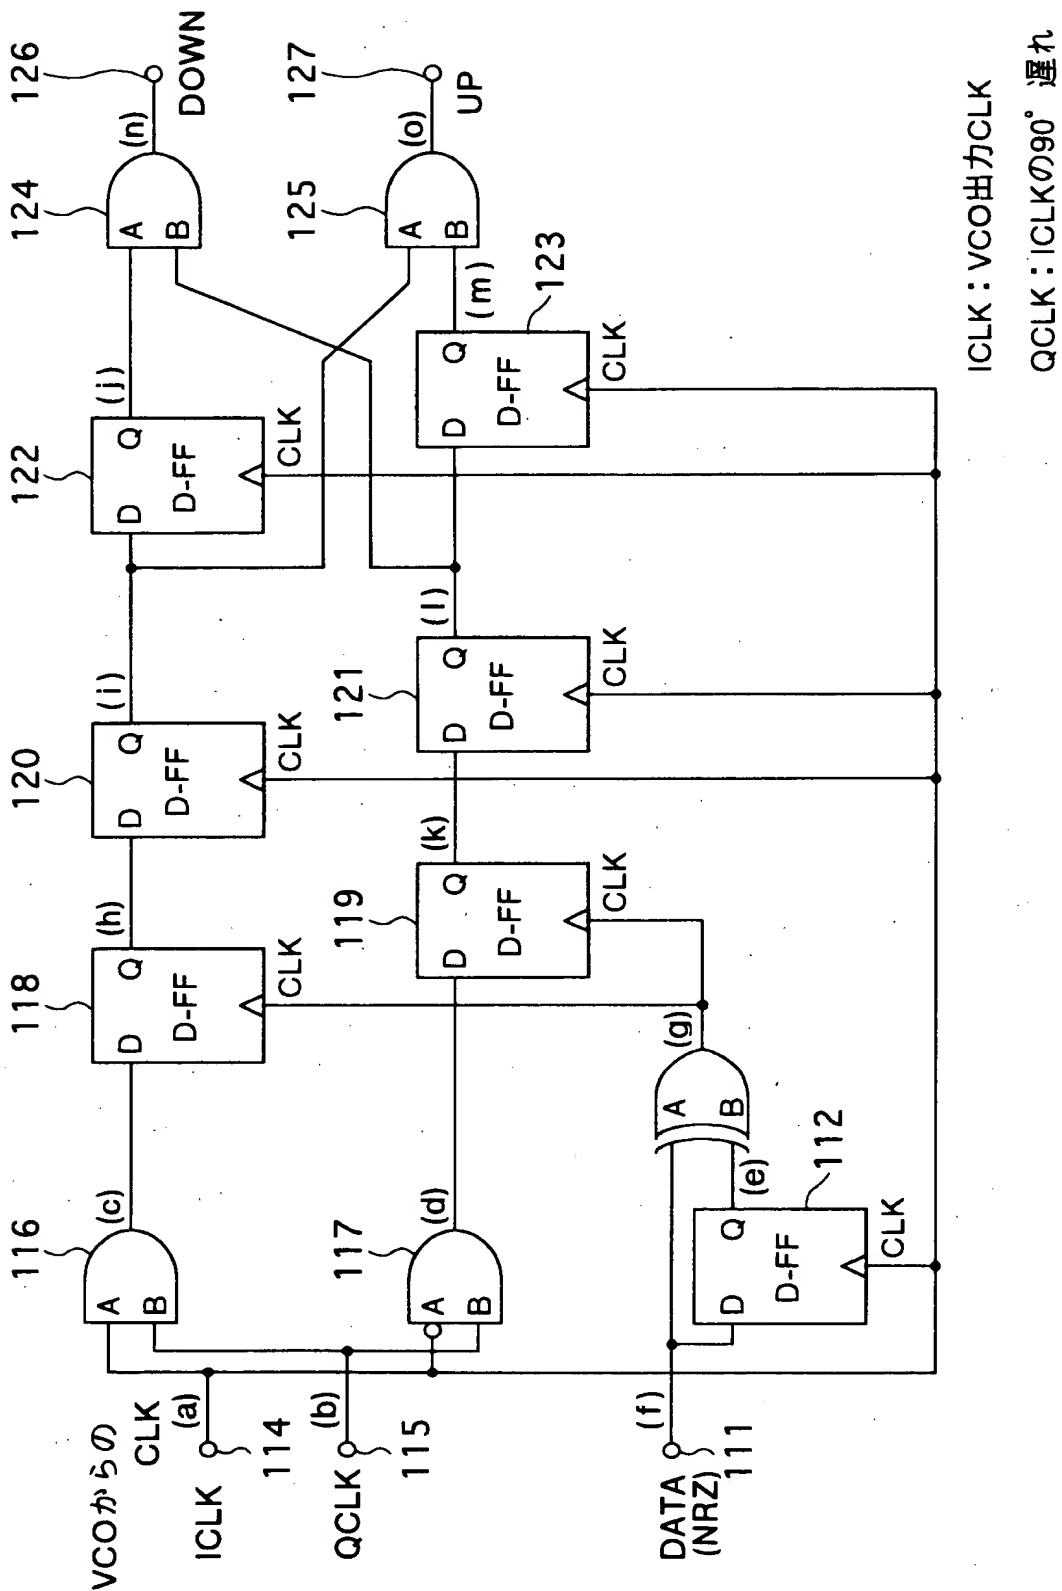 VCOからの
CLK
ICLK
(a)
114
QCLK
(b)
115
DATA
(NRZ)
(f)
111
116
A
B
(c)
117
A
B
(d)
D
Q
D-FF
CLK
112
(e)
A
B
(g)
118
D
Q
D-FF
CLK
(h)
119
D
Q
D-FF
CLK
(k)
120
D
Q
D-FF
CLK
(i)
121
D
Q
D-FF
CLK
(l)
122
D
Q
D-FF
CLK
(j)
D
Q
D-FF
CLK
123
(m)
124
A
B
(n)
126
DOWN
125
A
B
(o)
127
UP
ICLK：VCO出力CLK
QCLK：ICLKの90° 遅れ